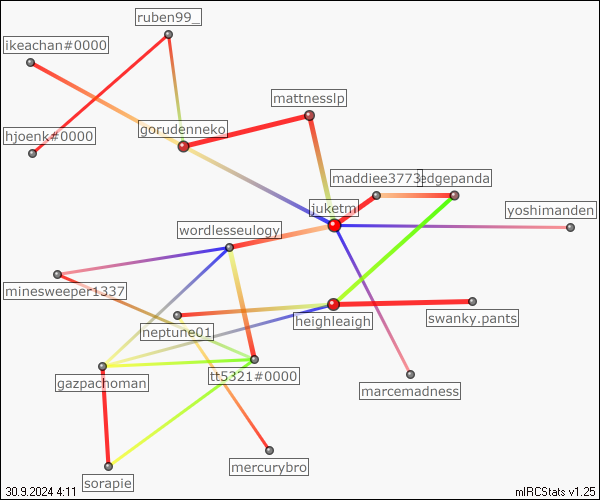 ruben99_
ikeachan#0000
mattnesslp
gorudenneko
hjoenk#0000
maddiee3773
edgepanda
juketm
yoshimanden
wordlesseulogy
minesweeper1337
heighleaigh
swanky.pants
neptune01
tt5321#0000
gazpachoman
marcemadness
mercurybro
sorapie
30.9.2024 4:11
mIRCStats v1.25